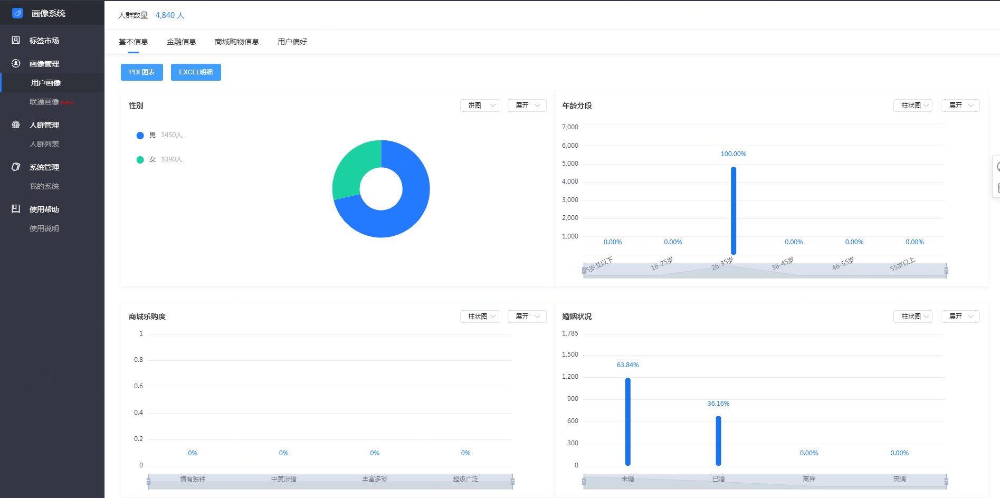 画像系统
标签市场
画像管理
用户画像
联通画像new
人群管理
人群列表
系统管理
我的系统
使用帮助
使用说明
人群数量 4,840 人
基本信息 金融信息 商城购物信息 用户偏好
PDF图表 EXCEL明细
性别 饼图 展开
男 3450人
女 1390人
年龄分段 柱状图 展开
7,000
6,000
100.00%
5,000
4,000
3,000
2,000
1,000
0.00% 0.00% 0.00% 0.00% 0.00%
5岁及以下 16-25岁 26-35岁 36-45岁 46-55岁 55岁以上
商城乐购度 柱状图 展开
1
0.8
0.6
0.4
0.2
0% 0% 0% 0%
0
情有独钟 中度涉猎 丰富多彩 超级广泛
婚姻状况 柱状图 展开
1,785
1,500
63.84%
1,200
900
36.16%
600
300
0.00% 0.00%
0
未婚 已婚 离异 丧偶